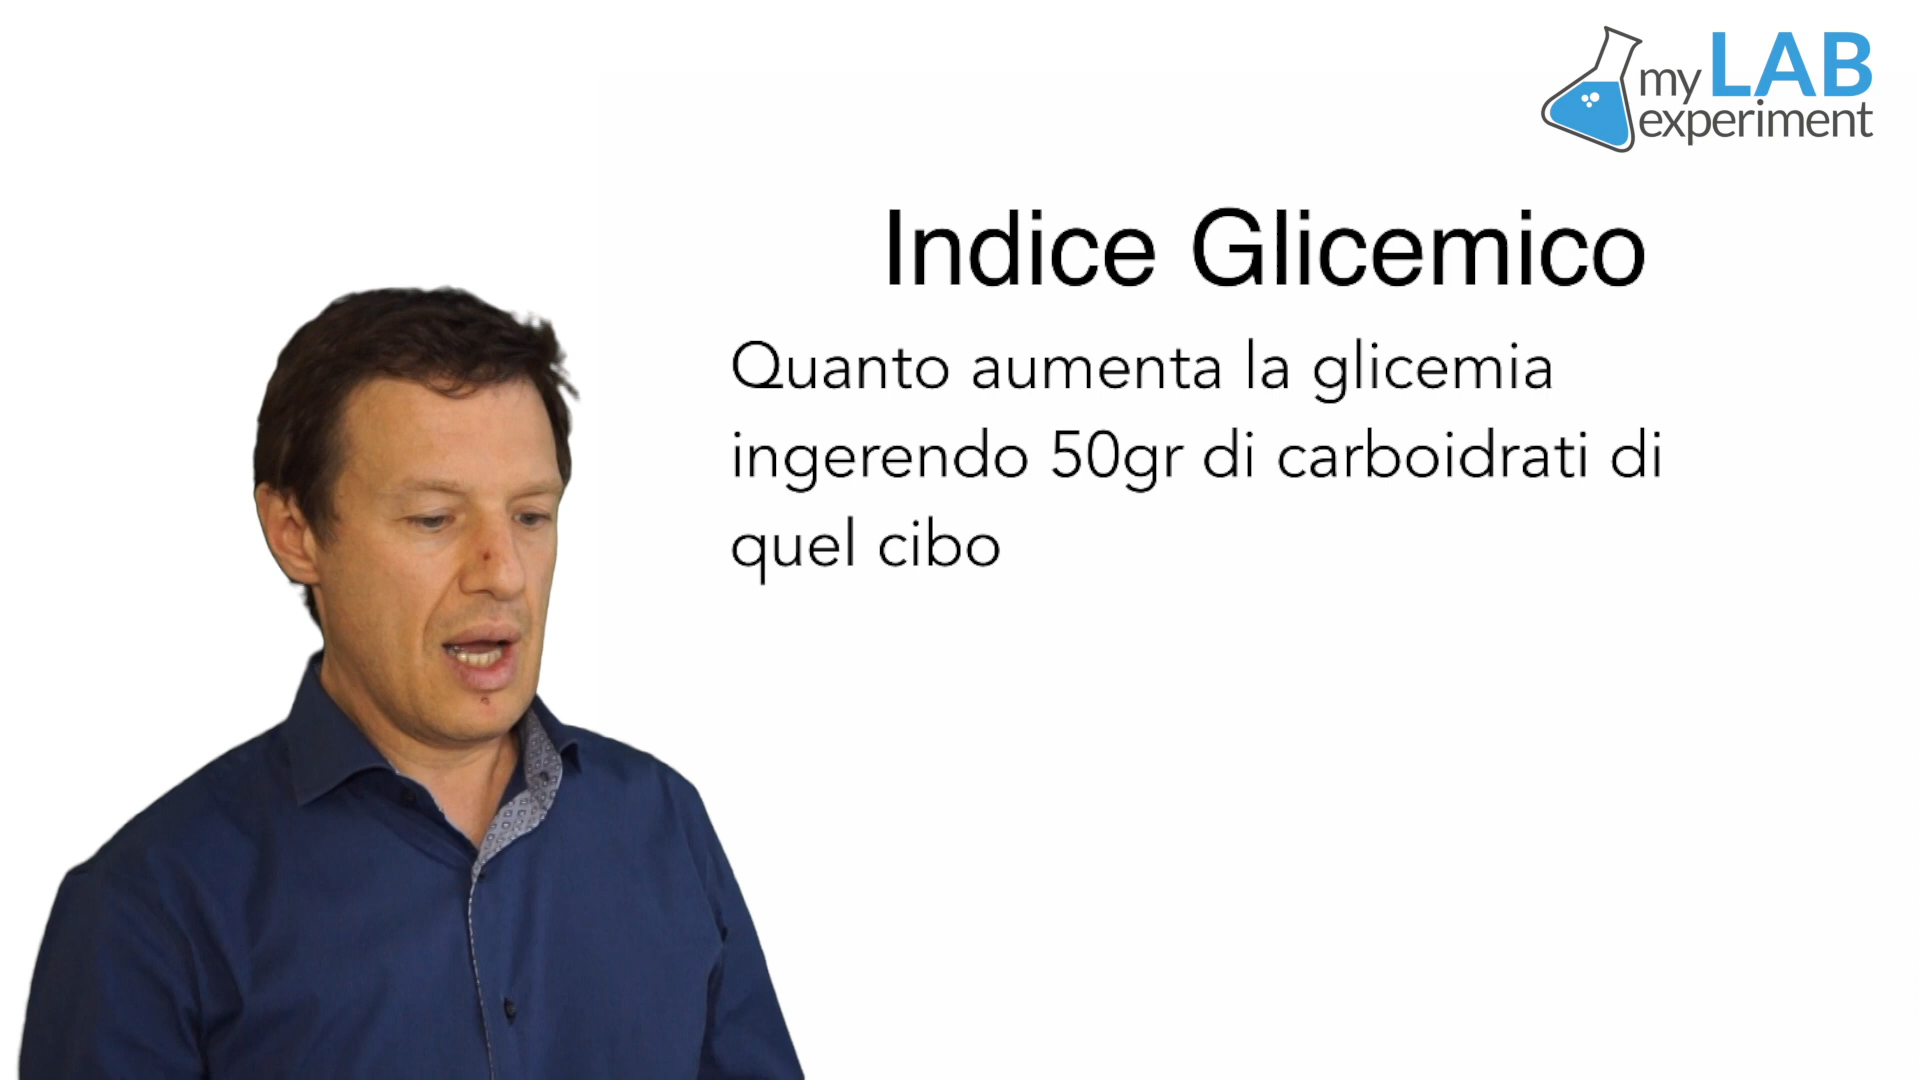 my LAB
experiment
Indice Glicemico
Quanto aumenta la glicemia
ingerendo 50gr di carboidrati di
quel cibo